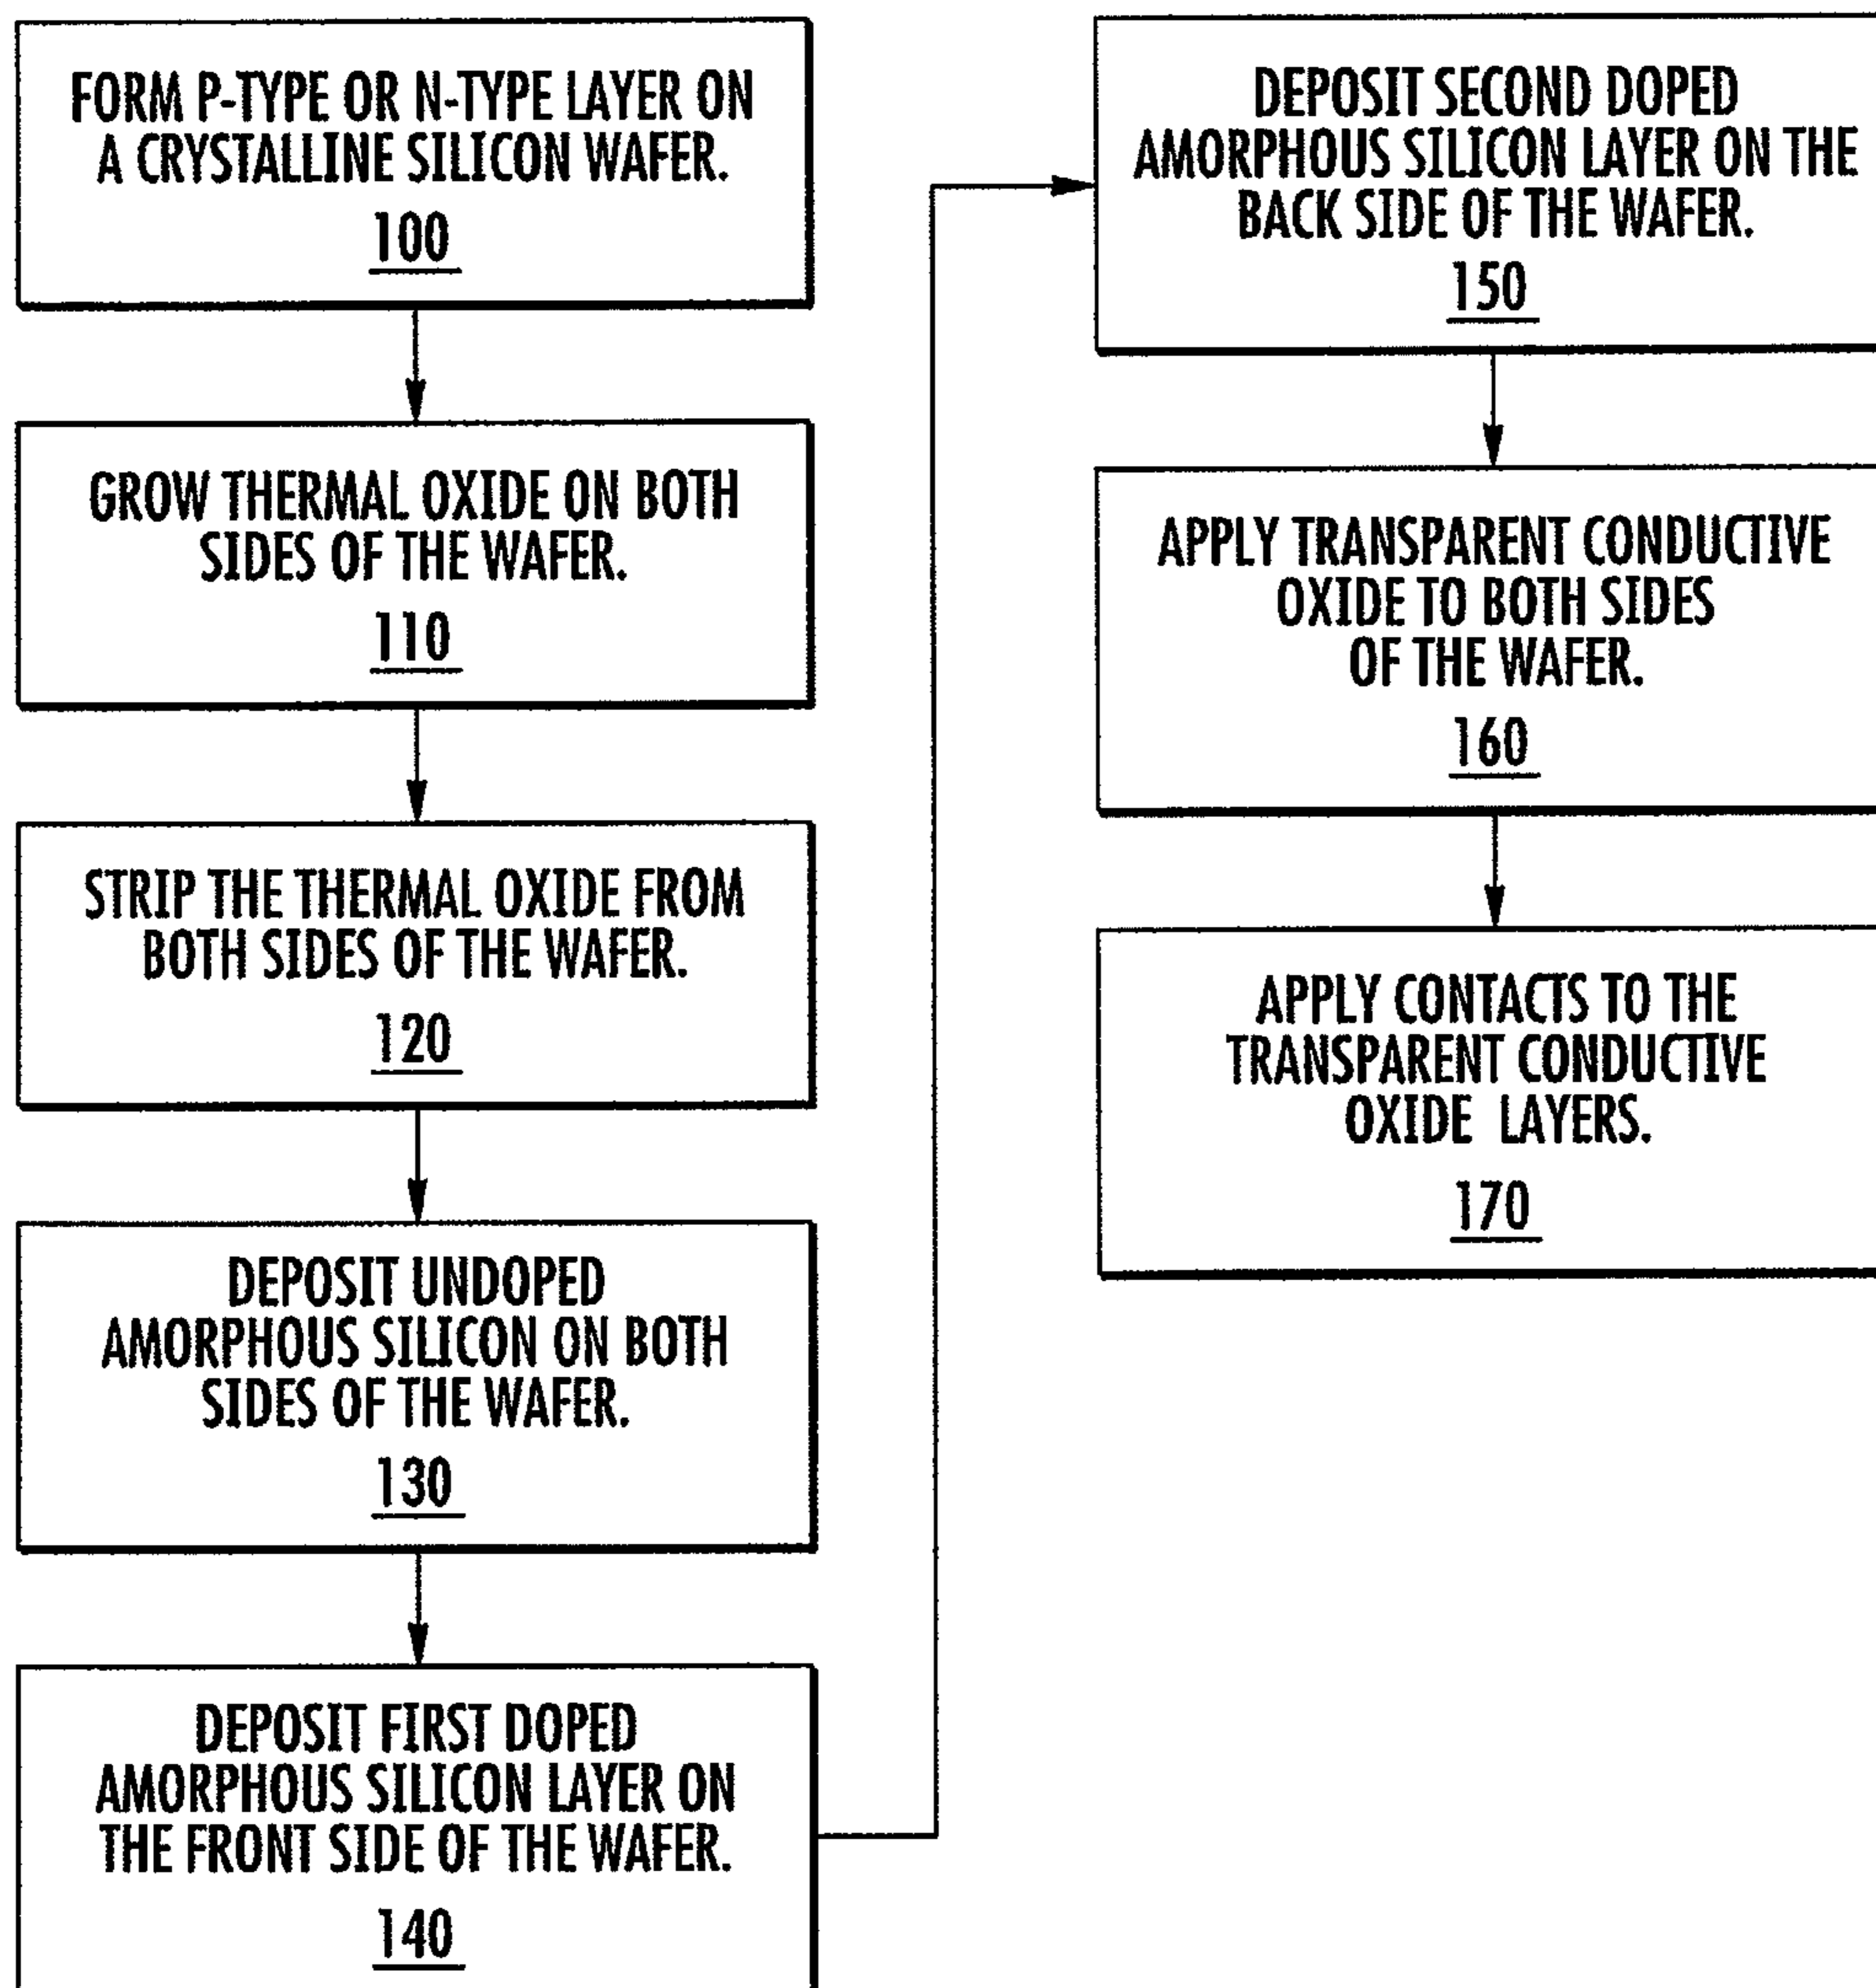 FORM P-TYPE OR N-TYPE LAYER ON
A CRYSTALLINE SILICON WAFER.
100
GROW THERMAL OXIDE ON BOTH
SIDES OF THE WAFER.
110
STRIP THE THERMAL OXIDE FROM
BOTH SIDES OF THE WAFER.
120
DEPOSIT UNDOPED
AMORPHOUS SILICON ON BOTH
SIDES OF THE WAFER.
130
DEPOSIT FIRST DOPED
AMORPHOUS SILICON LAYER ON
THE FRONT SIDE OF THE WAFER.
140
DEPOSIT SECOND DOPED
AMORPHOUS SILICON LAYER ON THE
BACK SIDE OF THE WAFER.
150
APPLY TRANSPARENT CONDUCTIVE
OXIDE TO BOTH SIDES
OF THE WAFER.
160
APPLY CONTACTS TO THE
TRANSPARENT CONDUCTIVE
OXIDE LAYERS.
170